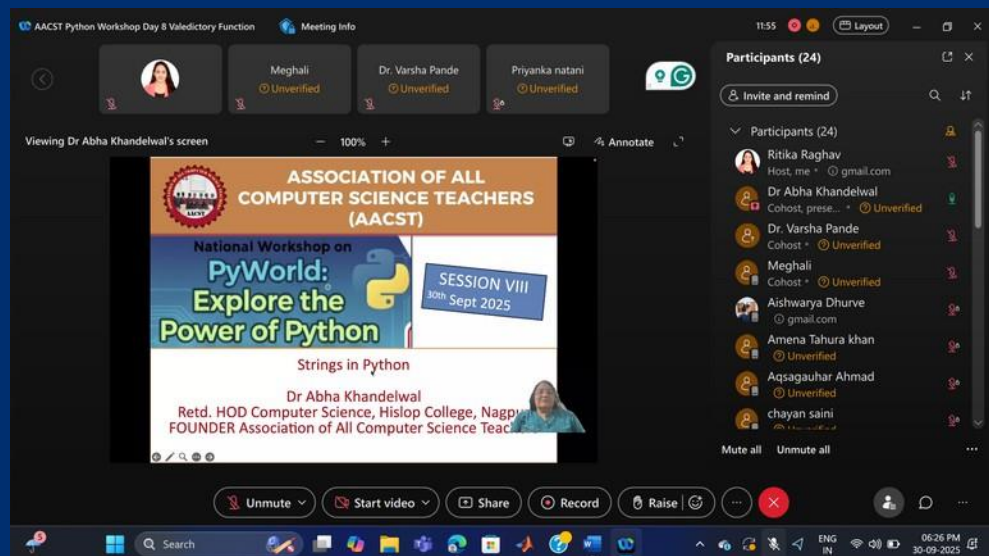 AACST Python Workshop Day 8 Valedictory Function
Meeting Info
11:55
Layout
Meghali
Unverified
Dr. Varsha Pande
Unverified
Priyanka natani
Unverified
Viewing Dr Abha Khandelwal's screen
100%
Annotate
ASSOCIATION OF ALL
COMPUTER SCIENCE TEACHERS
(AACST)
AACST
National Workshop on
PyWorld:
Explore the
Power of Python
SESSION VIII
30th Sept 2025
Strings in Python
Dr Abha Khandelwal
Retd. HOD Computer Science, Hislop College,
FOUNDER Association of All Computer Science
Participants (24)
Invite and remind
Participants (24)
Ritika Raghav
Host, me • gmail.com
Dr Abha Khandelwal
Cohost, prese... • Unverified
Dr. Varsha Pande
Cohost • Unverified
Meghali
Cohost • Unverified
Aishwarya Dhurve
gmail.com
Amena Tahura khan
Unverified
Aqsagauhar Ahmad
Unverified
chayan saini
Mute all Unmute all
Unmute
Start video
Share
Record
Raise
Search
ENG
IN
06:26 PM
30-09-2025